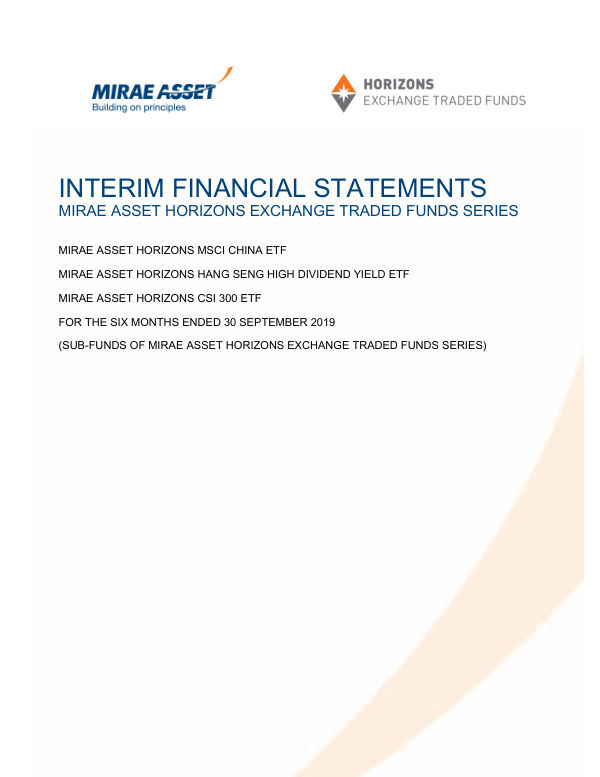 MIRAE ASSET
Building on principles
HORIZONS
EXCHANGE TRADED FUNDS
INTERIM FINANCIAL STATEMENTS
MIRAE ASSET HORIZONS EXCHANGE TRADED FUNDS SERIES
MIRAE ASSET HORIZONS MSCI CHINA ETF
MIRAE ASSET HORIZONS HANG SENG HIGH DIVIDEND YIELD ETF
MIRAE ASSET HORIZONS CSI 300 ETF
FOR THE SIX MONTHS ENDED 30 SEPTEMBER 2019
(SUB-FUNDS OF MIRAE ASSET HORIZONS EXCHANGE TRADED FUNDS SERIES)